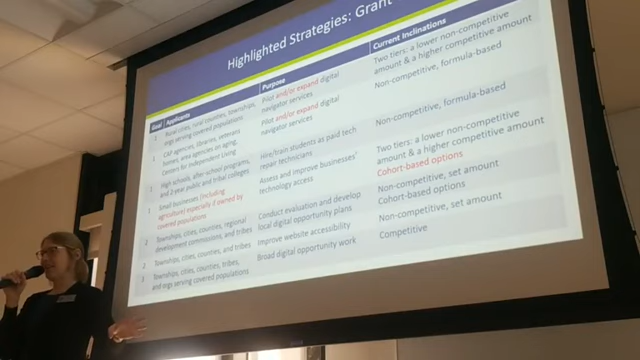 Highlighted Strategies: Grant
Goal Applicants Purpose Current Inclinations
1 Rural cities, rural counties, townships,
orgs serving covered populations
Pilot and/or expand digital
navigator services
Two tiers: a lower non-competitive
amount & a higher competitive amount
1 CAP agencies, libraries, veteran
homes, area agencies on aging,
Centers for Independent Living
Pilot and/or expand digital
navigator services
Non-competitive, formula-based
1 High schools, after-school programs,
and 2 year public and tribal colleges
Hire/train students as paid tech
repair technicians
Non-competitive, formula-based
1 Small businesses (including
agriculture) especially if owned by
covered populations
Assess and improve businesses'
technology access
Two tiers: a lower non-competitive
amount & a higher competitive amount
Cohort-based options
2 Townships, cities, counties, regional
development commissions, and tribes
Conduct evaluation and develop
local digital opportunity plans
Non-competitive, set amount
Cohort-based options
2 Townships, cities, counties, and tribes
Improve website accessibility
Non-competitive, set amount
Townships, cities, counties, tribes,
and orgs serving covered populations
Broad digital opportunity work
Competitive